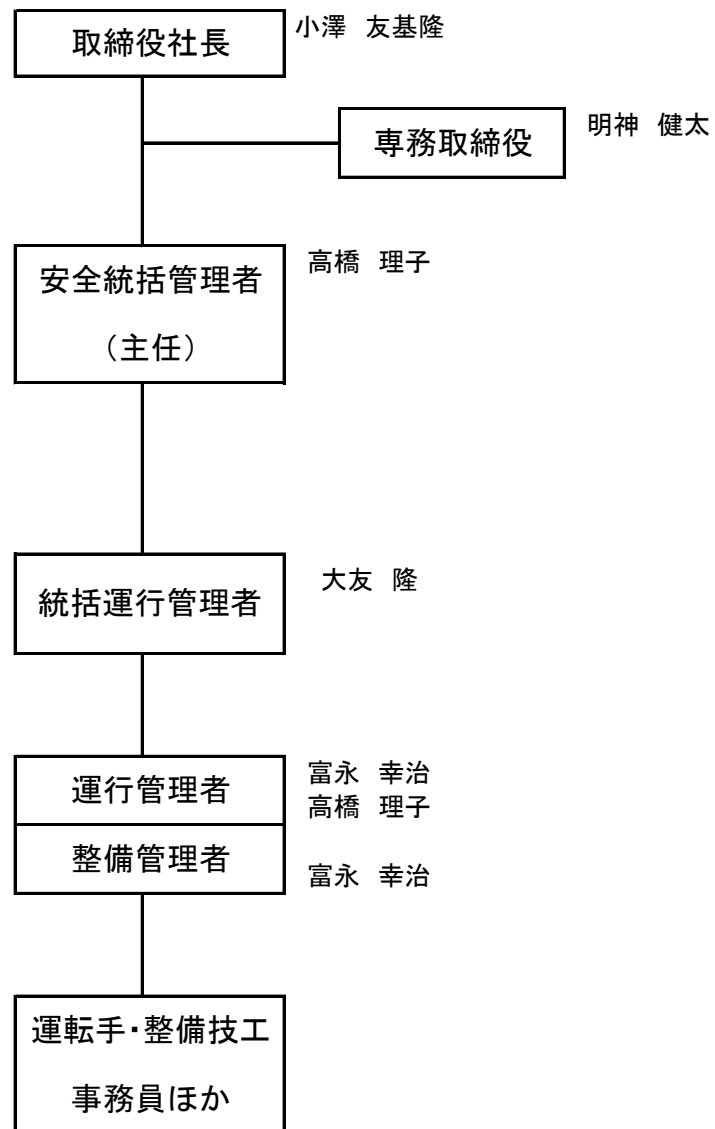 取締役社長
小澤　友基隆
専務取締役
明神　健太
安全統括管理者
（主任）
高橋　理子
統括運行管理者
大友　隆
運行管理者
富永　幸治
高橋　理子
整備管理者
富永　幸治
運転手・整備技工
事務員ほか